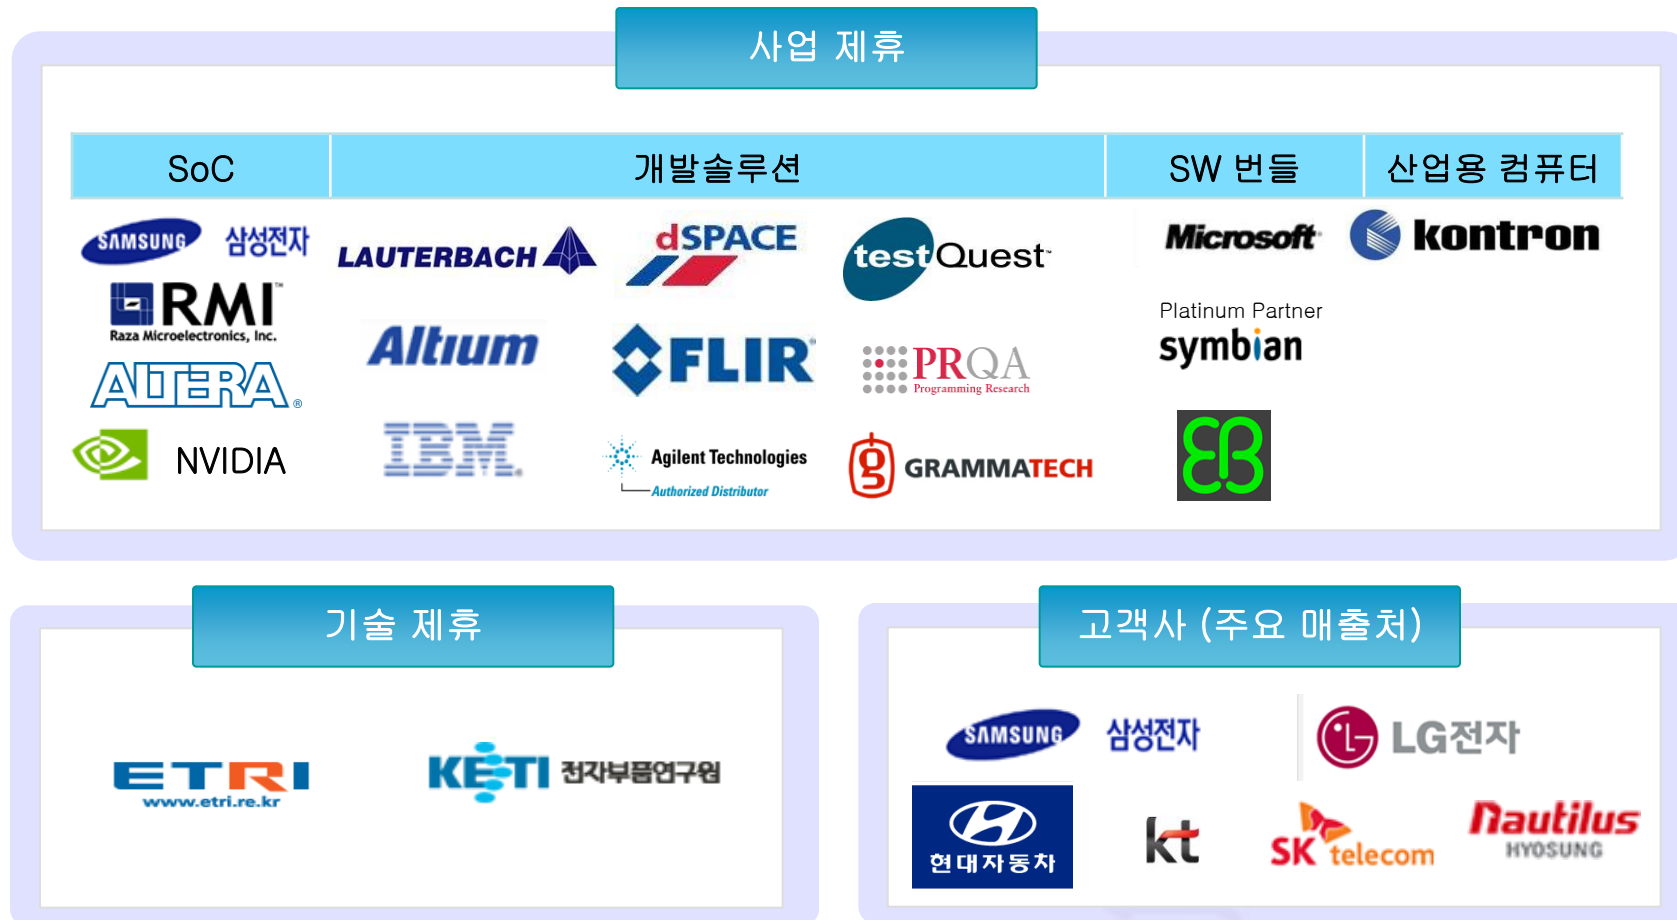 사업 제휴
SoC
개발솔루션
SW 번들
산업용 컴퓨터
SAMSUNG 삼성전자
RMI™
Raza Microelectronics, Inc.
ALTERA®
NVIDIA
LAUTERBACH
dSPACE
testQuest™
Altium
FLIR
PRQA
Programming Research
IBM
Agilent Technologies
Authorized Distributor
g GRAMMATECH
Microsoft
Platinum Partner
symbian
EB
kontron
기술 제휴
ETRI
www.etri.re.kr
KETI 전자부품연구원
고객사 (주요 매출처)
SAMSUNG 삼성전자
LG전자
현대자동차
kt
SK telecom
Nautilus
HYOSUNG